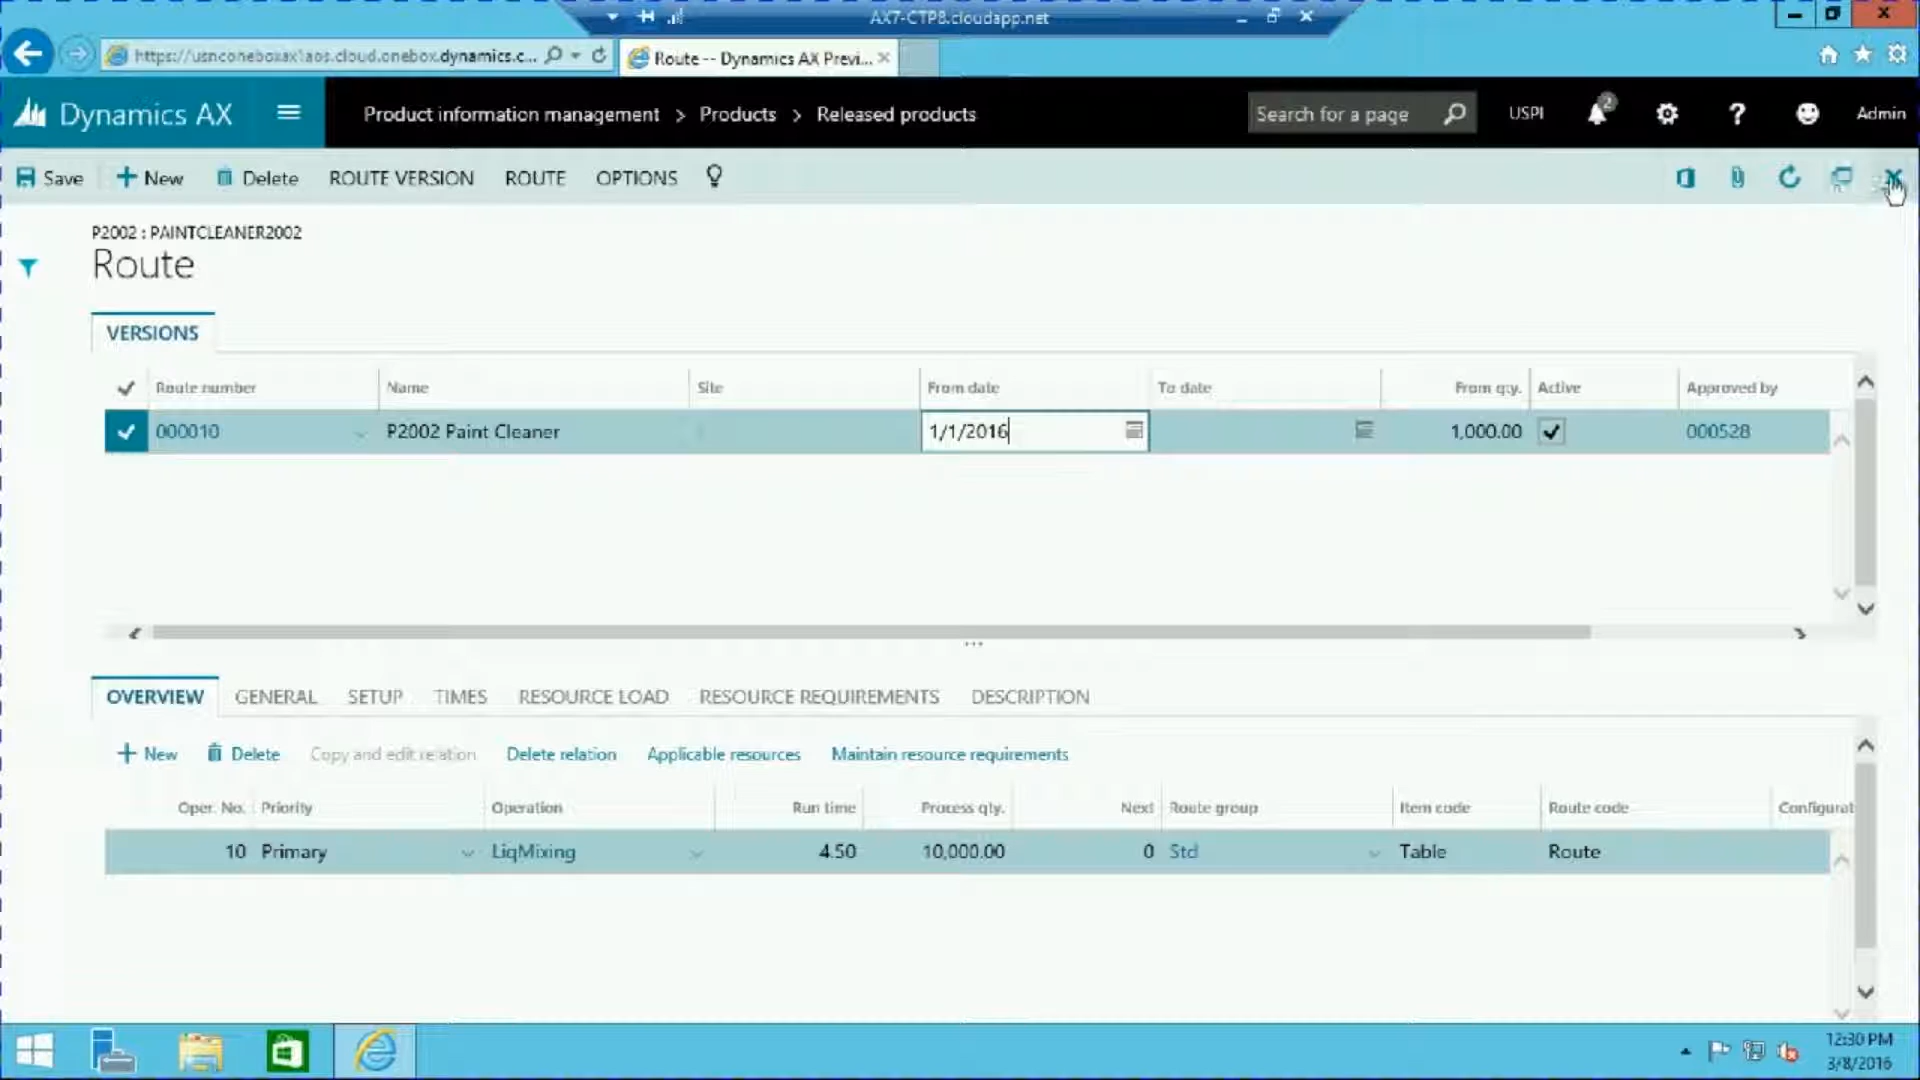 AX7-CTP8.cloudapp.net
https://usnconeboxax1aos.cloud.onebox.dynamics.c...
Route -- Dynamics AX Previ...
Dynamics AX
Product information management > Products > Released products
Search for a page
USPI
2
Admin
Save
New
Delete
ROUTE VERSION
ROUTE
OPTIONS
P2002 : PAINTCLEANER2002
Route
VERSIONS
Route number Name Site From date To date From qty. Active Approved by
000010 P2002 Paint Cleaner 1/1/2016 1,000.00 000528
OVERVIEW GENERAL SETUP TIMES RESOURCE LOAD RESOURCE REQUIREMENTS DESCRIPTION
New Delete Copy and edit relation Delete relation Applicable resources Maintain resource requirements
Oper. No. Priority Operation Run time Process qty. Next Route group Item code Route code Configurat
10 Primary LiqMixing 4.50 10,000.00 0 Std Table Route
12:30 PM
3/8/2016